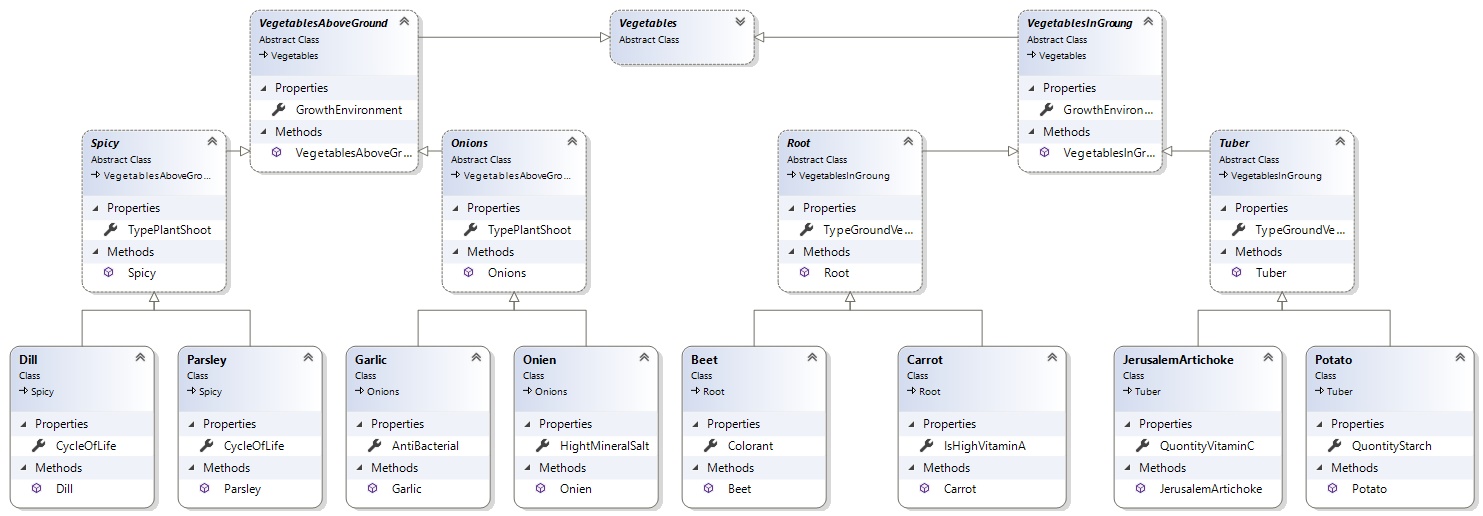 VegetablesAboveGround
Abstract Class
Vegetables
Properties
GrowthEnvironment
Methods
VegetablesAboveGr...
Vegetables
Abstract Class
VegetablesInGroung
Abstract Class
Vegetables
Properties
GrowthEnviron...
Methods
VegetablesInGr...
Spicy
Abstract Class
VegetablesAboveGro...
Properties
TypePlantShoot
Methods
Spicy
Onions
Abstract Class
VegetablesAboveGro...
Properties
TypePlantShoot
Methods
Onions
Root
Abstract Class
VegetablesInGroung
Properties
TypeGroundVe...
Methods
Root
Tuber
Abstract Class
VegetablesInGroung
Properties
TypeGroundVe...
Methods
Tuber
Dill
Class
Spicy
Properties
CycleOfLife
Methods
Dill
Parsley
Class
Spicy
Properties
CycleOfLife
Methods
Parsley
Garlic
Class
Onions
Properties
AntiBacterial
Methods
Garlic
Onien
Class
Onions
Properties
HightMineralSalt
Methods
Onien
Beet
Class
Root
Properties
Colorant
Methods
Beet
Carrot
Class
Root
Properties
IsHighVitaminA
Methods
Carrot
JerusalemArtichoke
Class
Tuber
Properties
QuontityVitaminC
Methods
JerusalemArtichoke
Potato
Class
Tuber
Properties
QuontityStarch
Methods
Potato